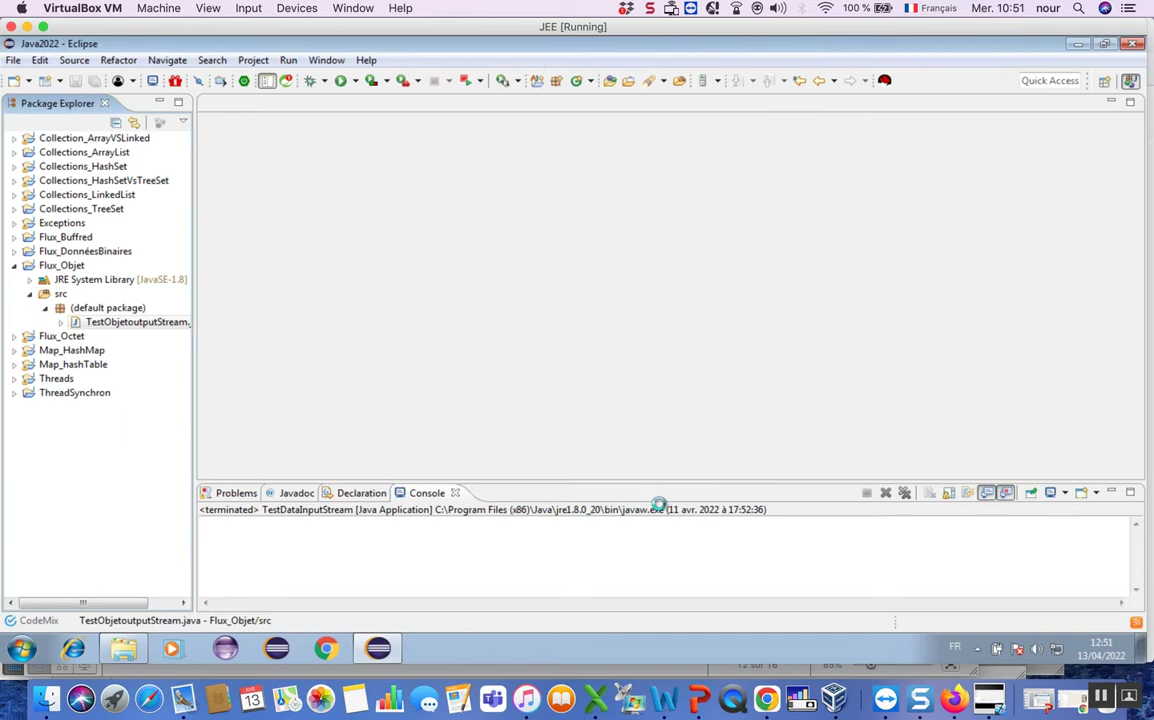 VirtualBox VM Machine View Input Devices Window Help 100 % Français Mer. 10:51 nour
JEE [Running]
Java2022 - Eclipse
File Edit Source Refactor Navigate Search Project Run Window Help
Quick Access
Package Explorer
Collection_ArrayVSLinked
Collections_ArrayList
Collections_HashSet
Collections_HashSetVsTreeSet
Collections_LinkedList
Collections_TreeSet
Exceptions
Flux_Buffred
Flux_DonnéesBinaires
Flux_Objet
JRE System Library [JavaSE-1.8]
src
(default package)
TestObjetoutputStream.
Flux_Octet
Map_HashMap
Map_hashTable
Threads
ThreadSynchron
Problems Javadoc Declaration Console
<terminated> TestDataInputStream [Java Application] C:\Program Files (x86)\Java\jre1.8.0_20\bin\javaw.exe (11 avr. 2022 à 17:52:36)
CodeMix TestObjetoutputStream.java - Flux_Objet/src
FR 12:51
13/04/2022
12 sur 16